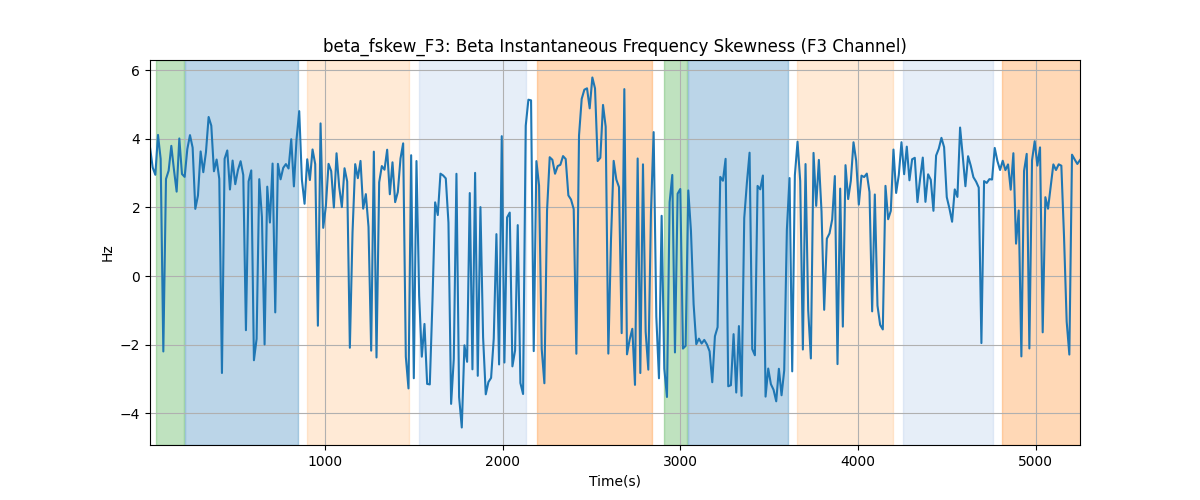 beta_fskew_F3: Beta Instantaneous Frequency Skewness (F3 Channel)
6
4
2
0
−2
−4
Hz
1000 2000 3000 4000 5000
Time(s)